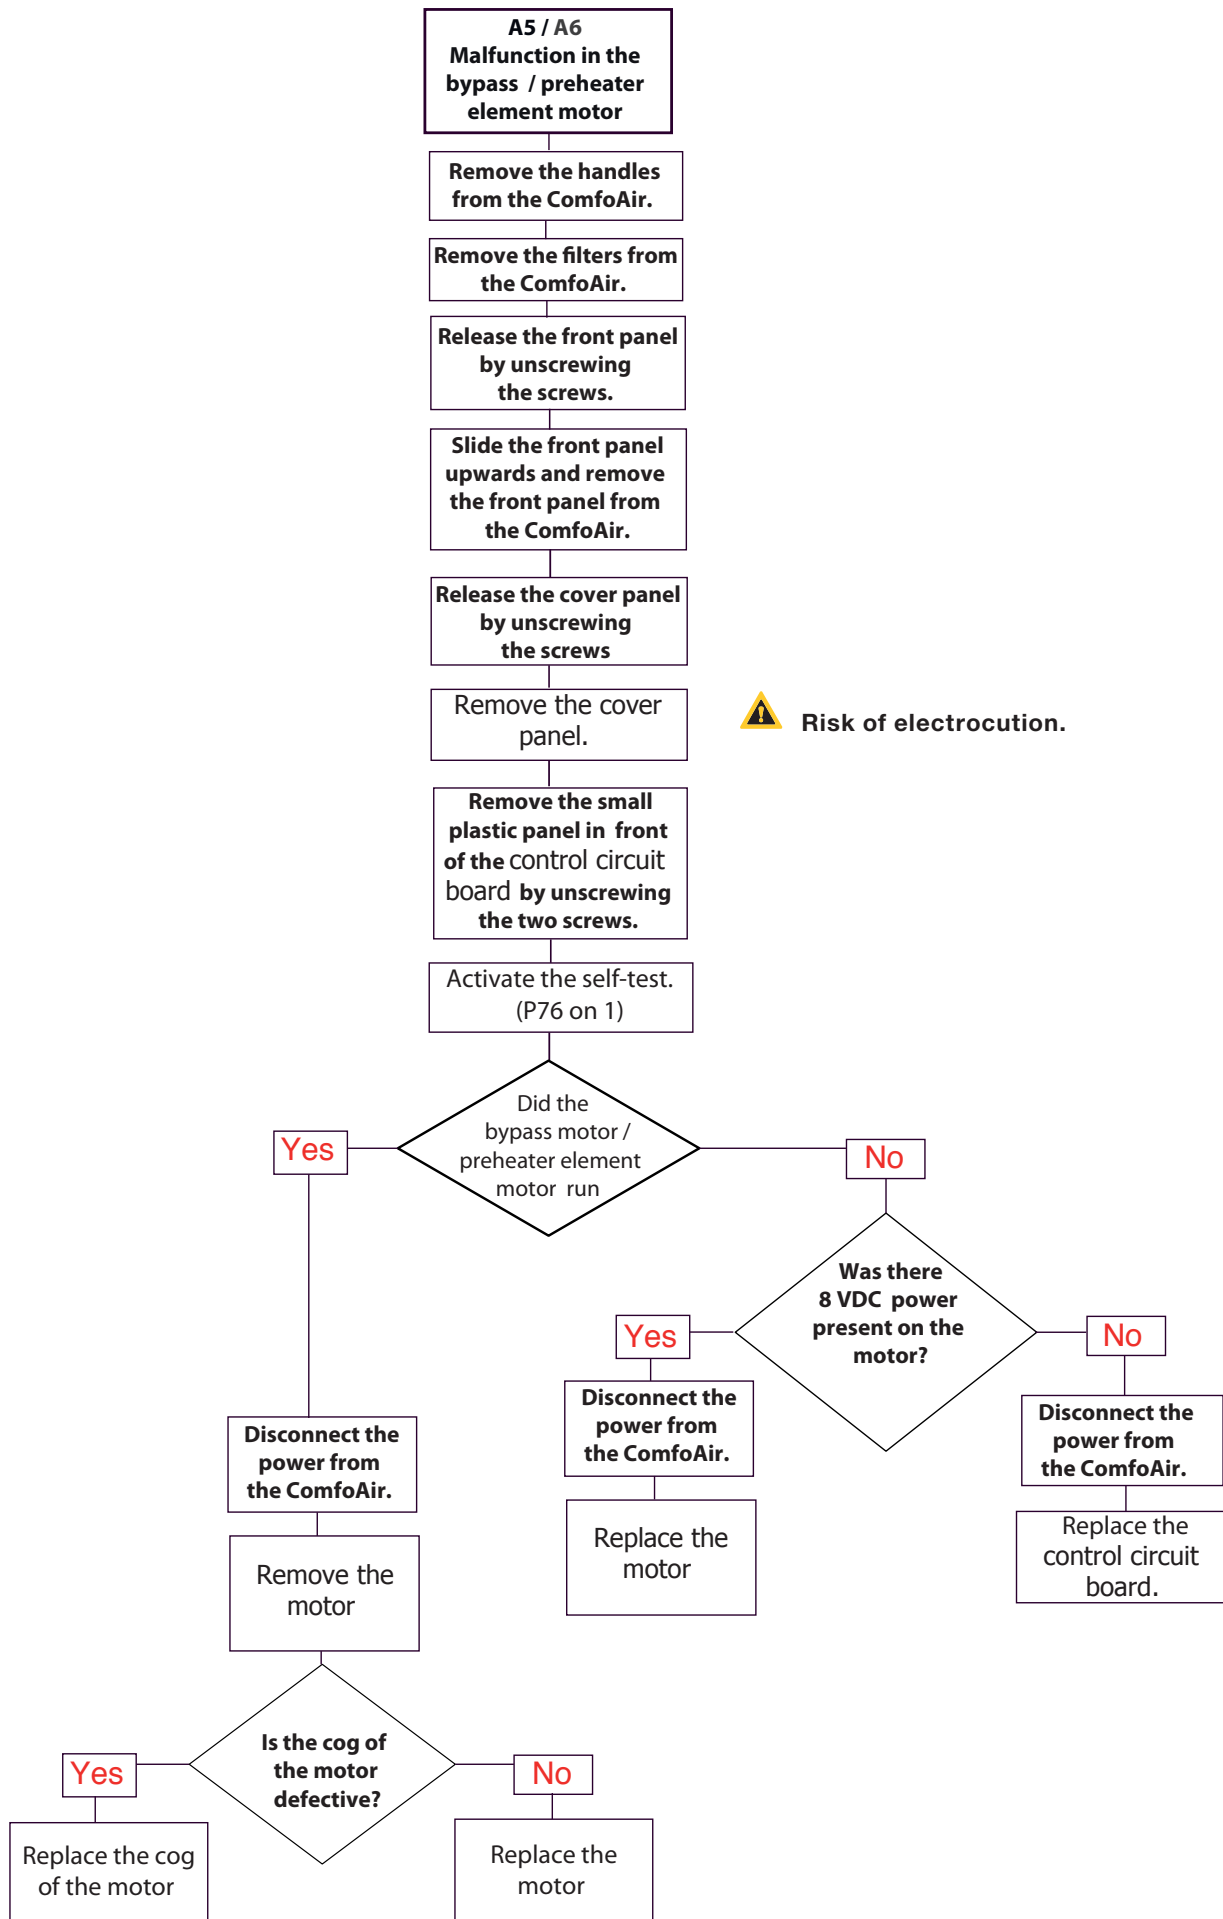 A5 / A6
Malfunction in the
bypass / preheater
element motor
Remove the handles
from the ComfoAir.
Remove the filters from
the ComfoAir.
Release the front panel
by unscrewing
the screws.
Slide the front panel
upwards and remove
the front panel from
the ComfoAir.
Release the cover panel
by unscrewing
the screws
Remove the cover
panel.
Risk of electrocution.
Remove the small
plastic panel in front
of the control circuit
board by unscrewing
the two screws.
Activate the self-test.
(P76 on 1)
Did the
bypass motor /
preheater element
motor run
Yes
No
Was there
8 VDC power
present on the
motor?
Yes
No
Disconnect the
power from
the ComfoAir.
Disconnect the
power from
the ComfoAir.
Disconnect the
power from
the ComfoAir.
Replace the
motor
Replace the
control circuit
board.
Remove the
motor
Is the cog of
the motor
defective?
Yes
No
Replace the cog
of the motor
Replace the
motor